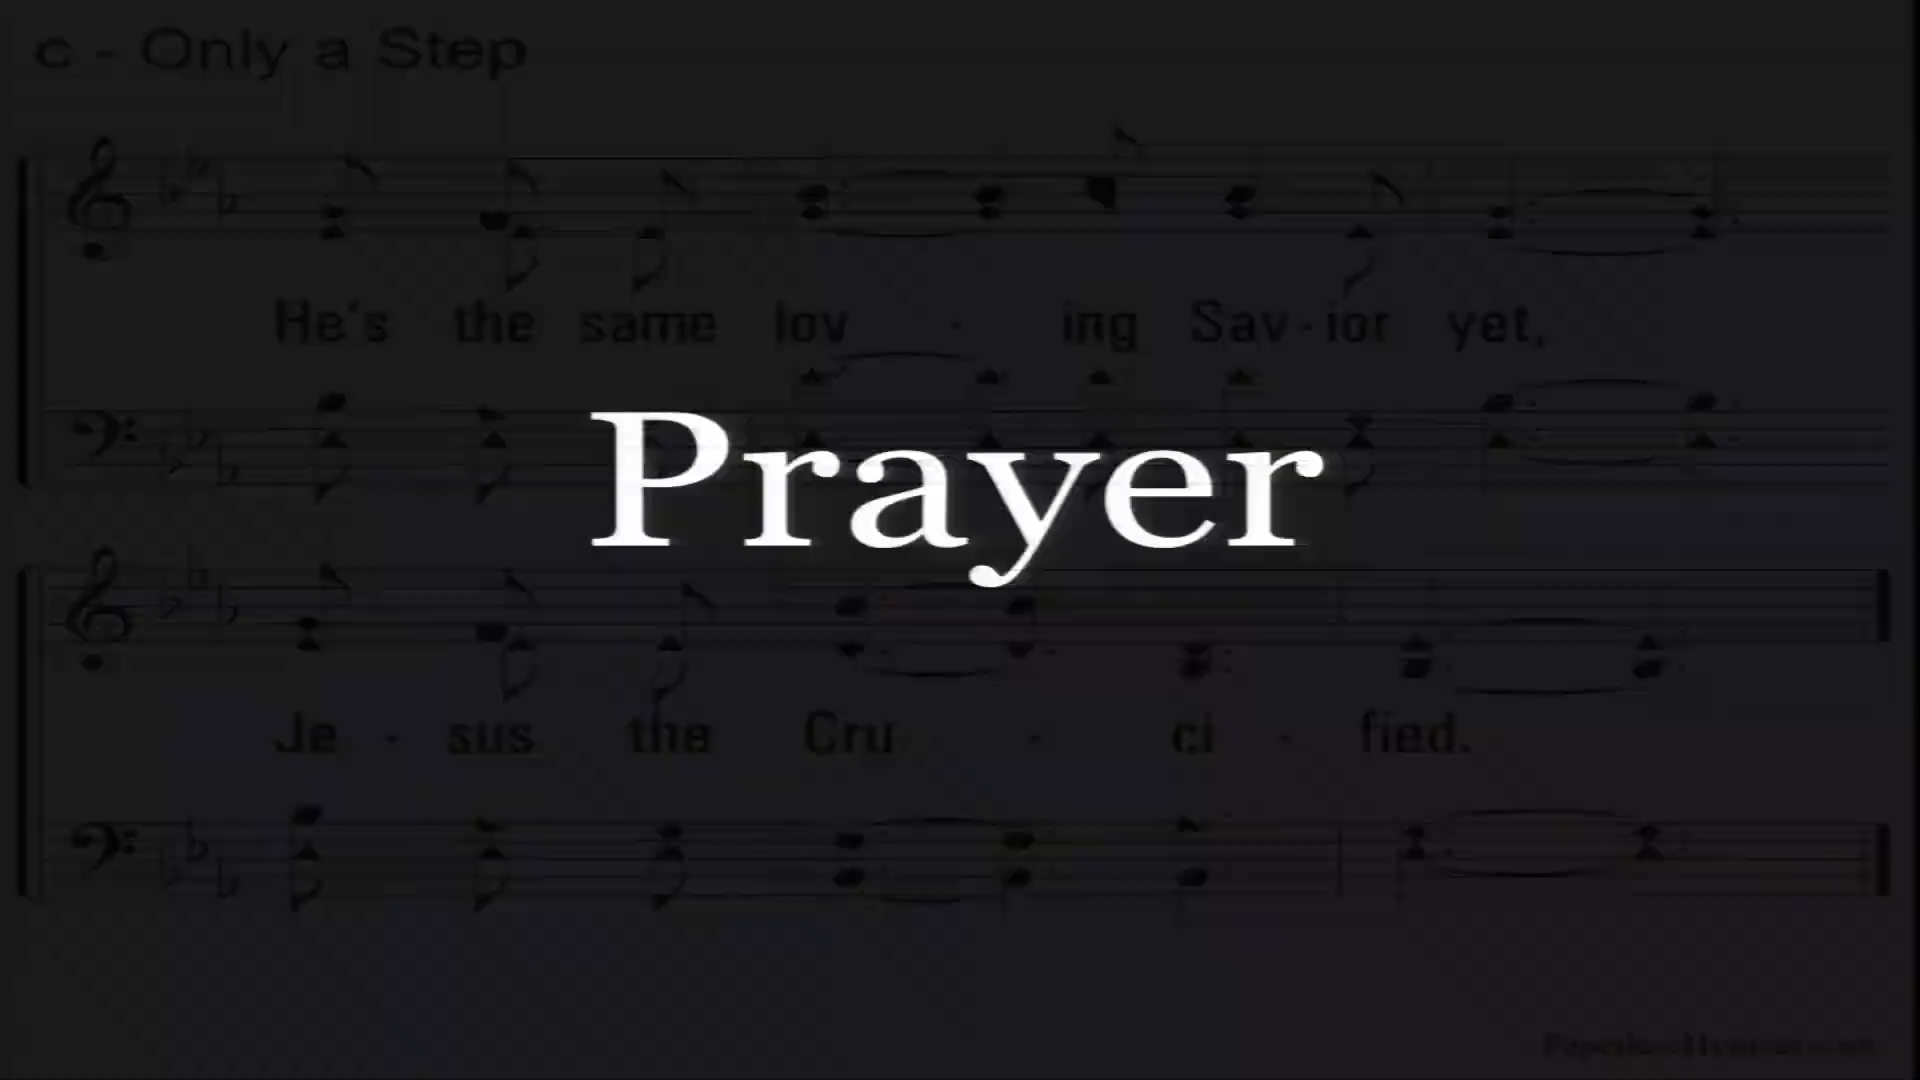 c - Only a Step
He's the same lov - ing Sav - ior yet,
Prayer
Je - sus the Cru - ci - fied.